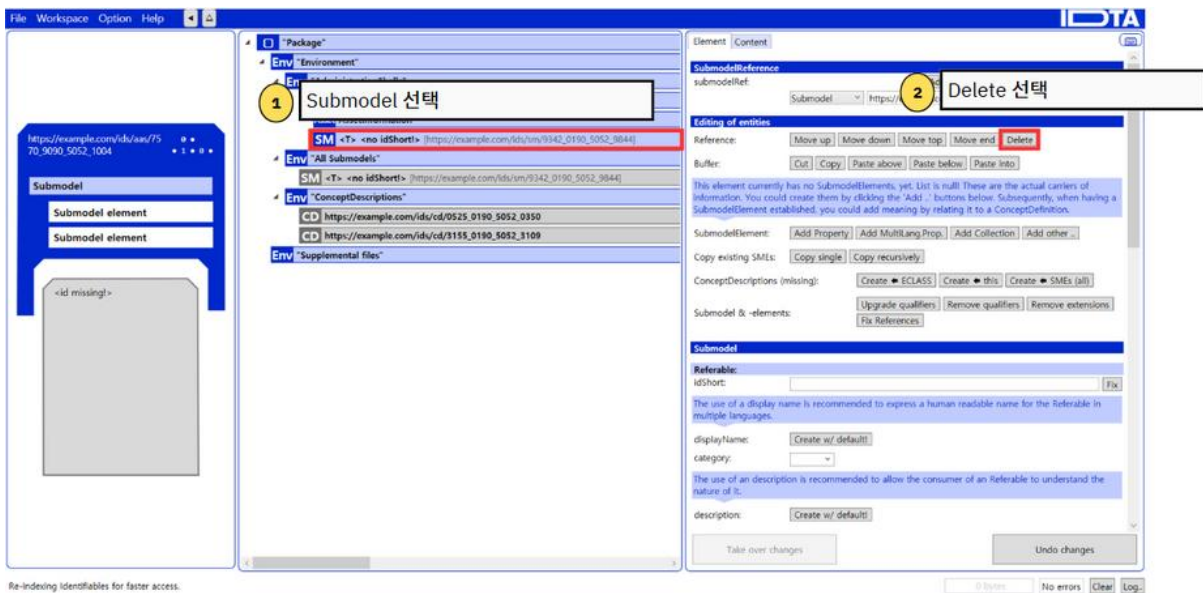 File Workspace Option Help
IDTA
https://example.com/ids/aas/75
70_9090_5052_1004
Submodel
Submodel element
Submodel element
<id missing!>
"Package"
Env "Environment"
Env
1 Submodel 선택
SM <T> <no idShort!> [https://example.com/ids/sm/9342_0190_5052_9844]
Env "All Submodels"
SM <T> <no idShort!> [https://example.com/ids/sm/9342_0190_5052_9844]
Env "ConceptDescriptions"
CD https://example.com/ids/cd/0525_0190_5052_0350
CD https://example.com/ids/cd/3155_0190_5052_3109
Env "Supplemental files"
Element Content
SubmodelReference
submodelRef:
2 Delete 선택
Submodel https://
Editing of entities
Reference: Move up Move down Move top Move end Delete
Buffer: Cut Copy Paste above Paste below Paste into
This element currently has no SubmodelElements, yet. List is null! These are the actual carriers of
information. You could create them by clicking the 'Add ..' buttons below. Subsequently, when having a
SubmodelElement established, you could add meaning by relating it to a ConceptDefinition.
SubmodelElement: Add Property Add MultiLang.Prop. Add Collection Add other ..
Copy existing SMEs: Copy single Copy recursively
ConceptDescriptions (missing): Create 🡄 ECLASS Create 🡄 this Create 🡄 SMEs (all)
Submodel & -elements: Upgrade qualifiers Remove qualifiers Remove extensions
Fix References
Submodel
Referable:
idShort: Fix
The use of a display name is recommended to express a human readable name for the Referable in
multiple languages.
displayName: Create w/ default!
category:
The use of an description is recommended to allow the consumer of an Referable to understand the
nature of it.
description: Create w/ default!
Take over changes Undo changes
Re-indexing Identifiables for faster access.
0 bytes No errors Clear Log..